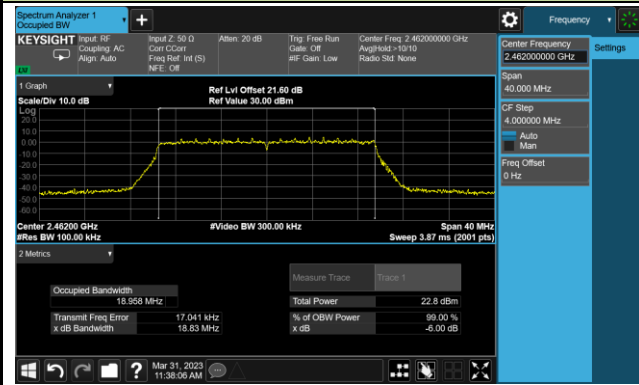 Spectrum Analyzer 1
Occupied BW
Frequency
KEYSIGHT
Input: RF
Coupling: AC
Align: Auto
Input Z: 50 Ω
Corr CCorr
Freq Ref: Int (S)
NFE: Off
Atten: 20 dB
Trig: Free Run
Gate: Off
#IF Gain: Low
Center Freq: 2.462000000 GHz
Avg|Hold:>10/10
Radio Std: None
Center Frequency
2.462000000 GHz
Settings
Span
40.000 MHz
CF Step
4.000000 MHz
Auto
Man
Freq Offset
0 Hz
1 Graph
Scale/Div 10.0 dB
Ref Lvl Offset 21.60 dB
Ref Value 30.00 dBm
Log
20.0
10.0
0.00
-10.0
-20.0
-30.0
-40.0
-50.0
-60.0
Center 2.46200 GHz
#Res BW 100.00 kHz
#Video BW 300.00 kHz
Span 40 MHz
Sweep 3.87 ms (2001 pts)
2 Metrics
Measure Trace
Trace 1
Occupied Bandwidth
18.958 MHz
Total Power
22.8 dBm
Transmit Freq Error
17.041 kHz
% of OBW Power
99.00 %
x dB Bandwidth
18.83 MHz
x dB
-6.00 dB
?
Mar 31, 2023
11:38:06 AM